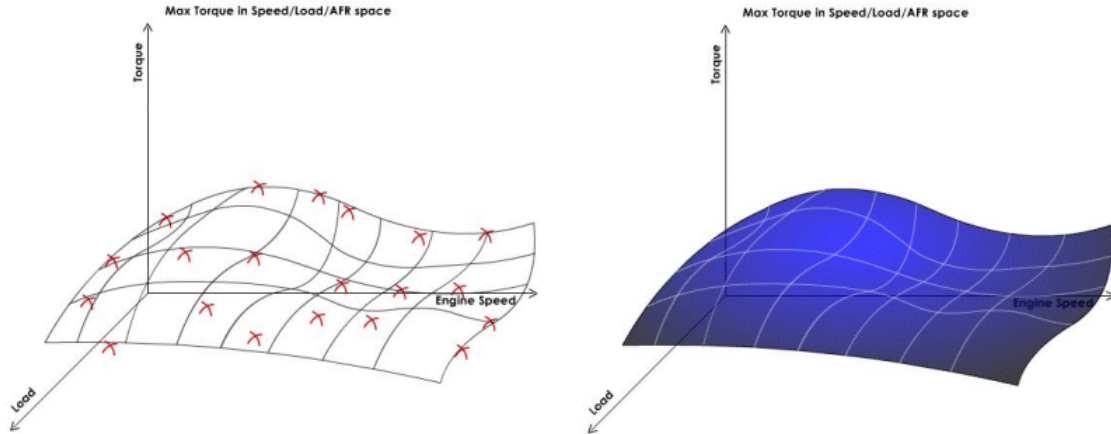 Max Torque in Speed/Load/AFR space
Torque
Engine Speed
Load
Max Torque in Speed/Load/AFR space
Torque
Engine Speed
Load